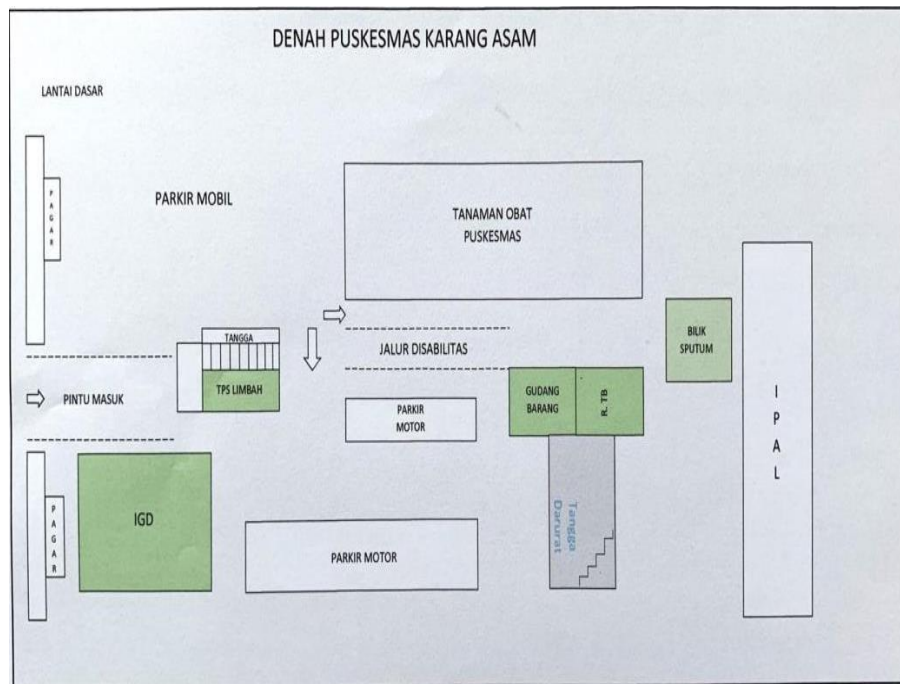 DENAH PUSKESMAS KARANG ASAM
LANTAI DASAR
PAGAR
PARKIR MOBIL
TANAMAN OBAT
PUSKESMAS
TANGGA
TPS LIMBAH
JALUR DISABILITAS
BILIK
SPUTUM
PINTU MASUK
GUDANG
BARANG
R. TB
PARKIR
MOTOR
IPAL
PAGAR
IGD
PARKIR MOTOR
Tangga
Darurat